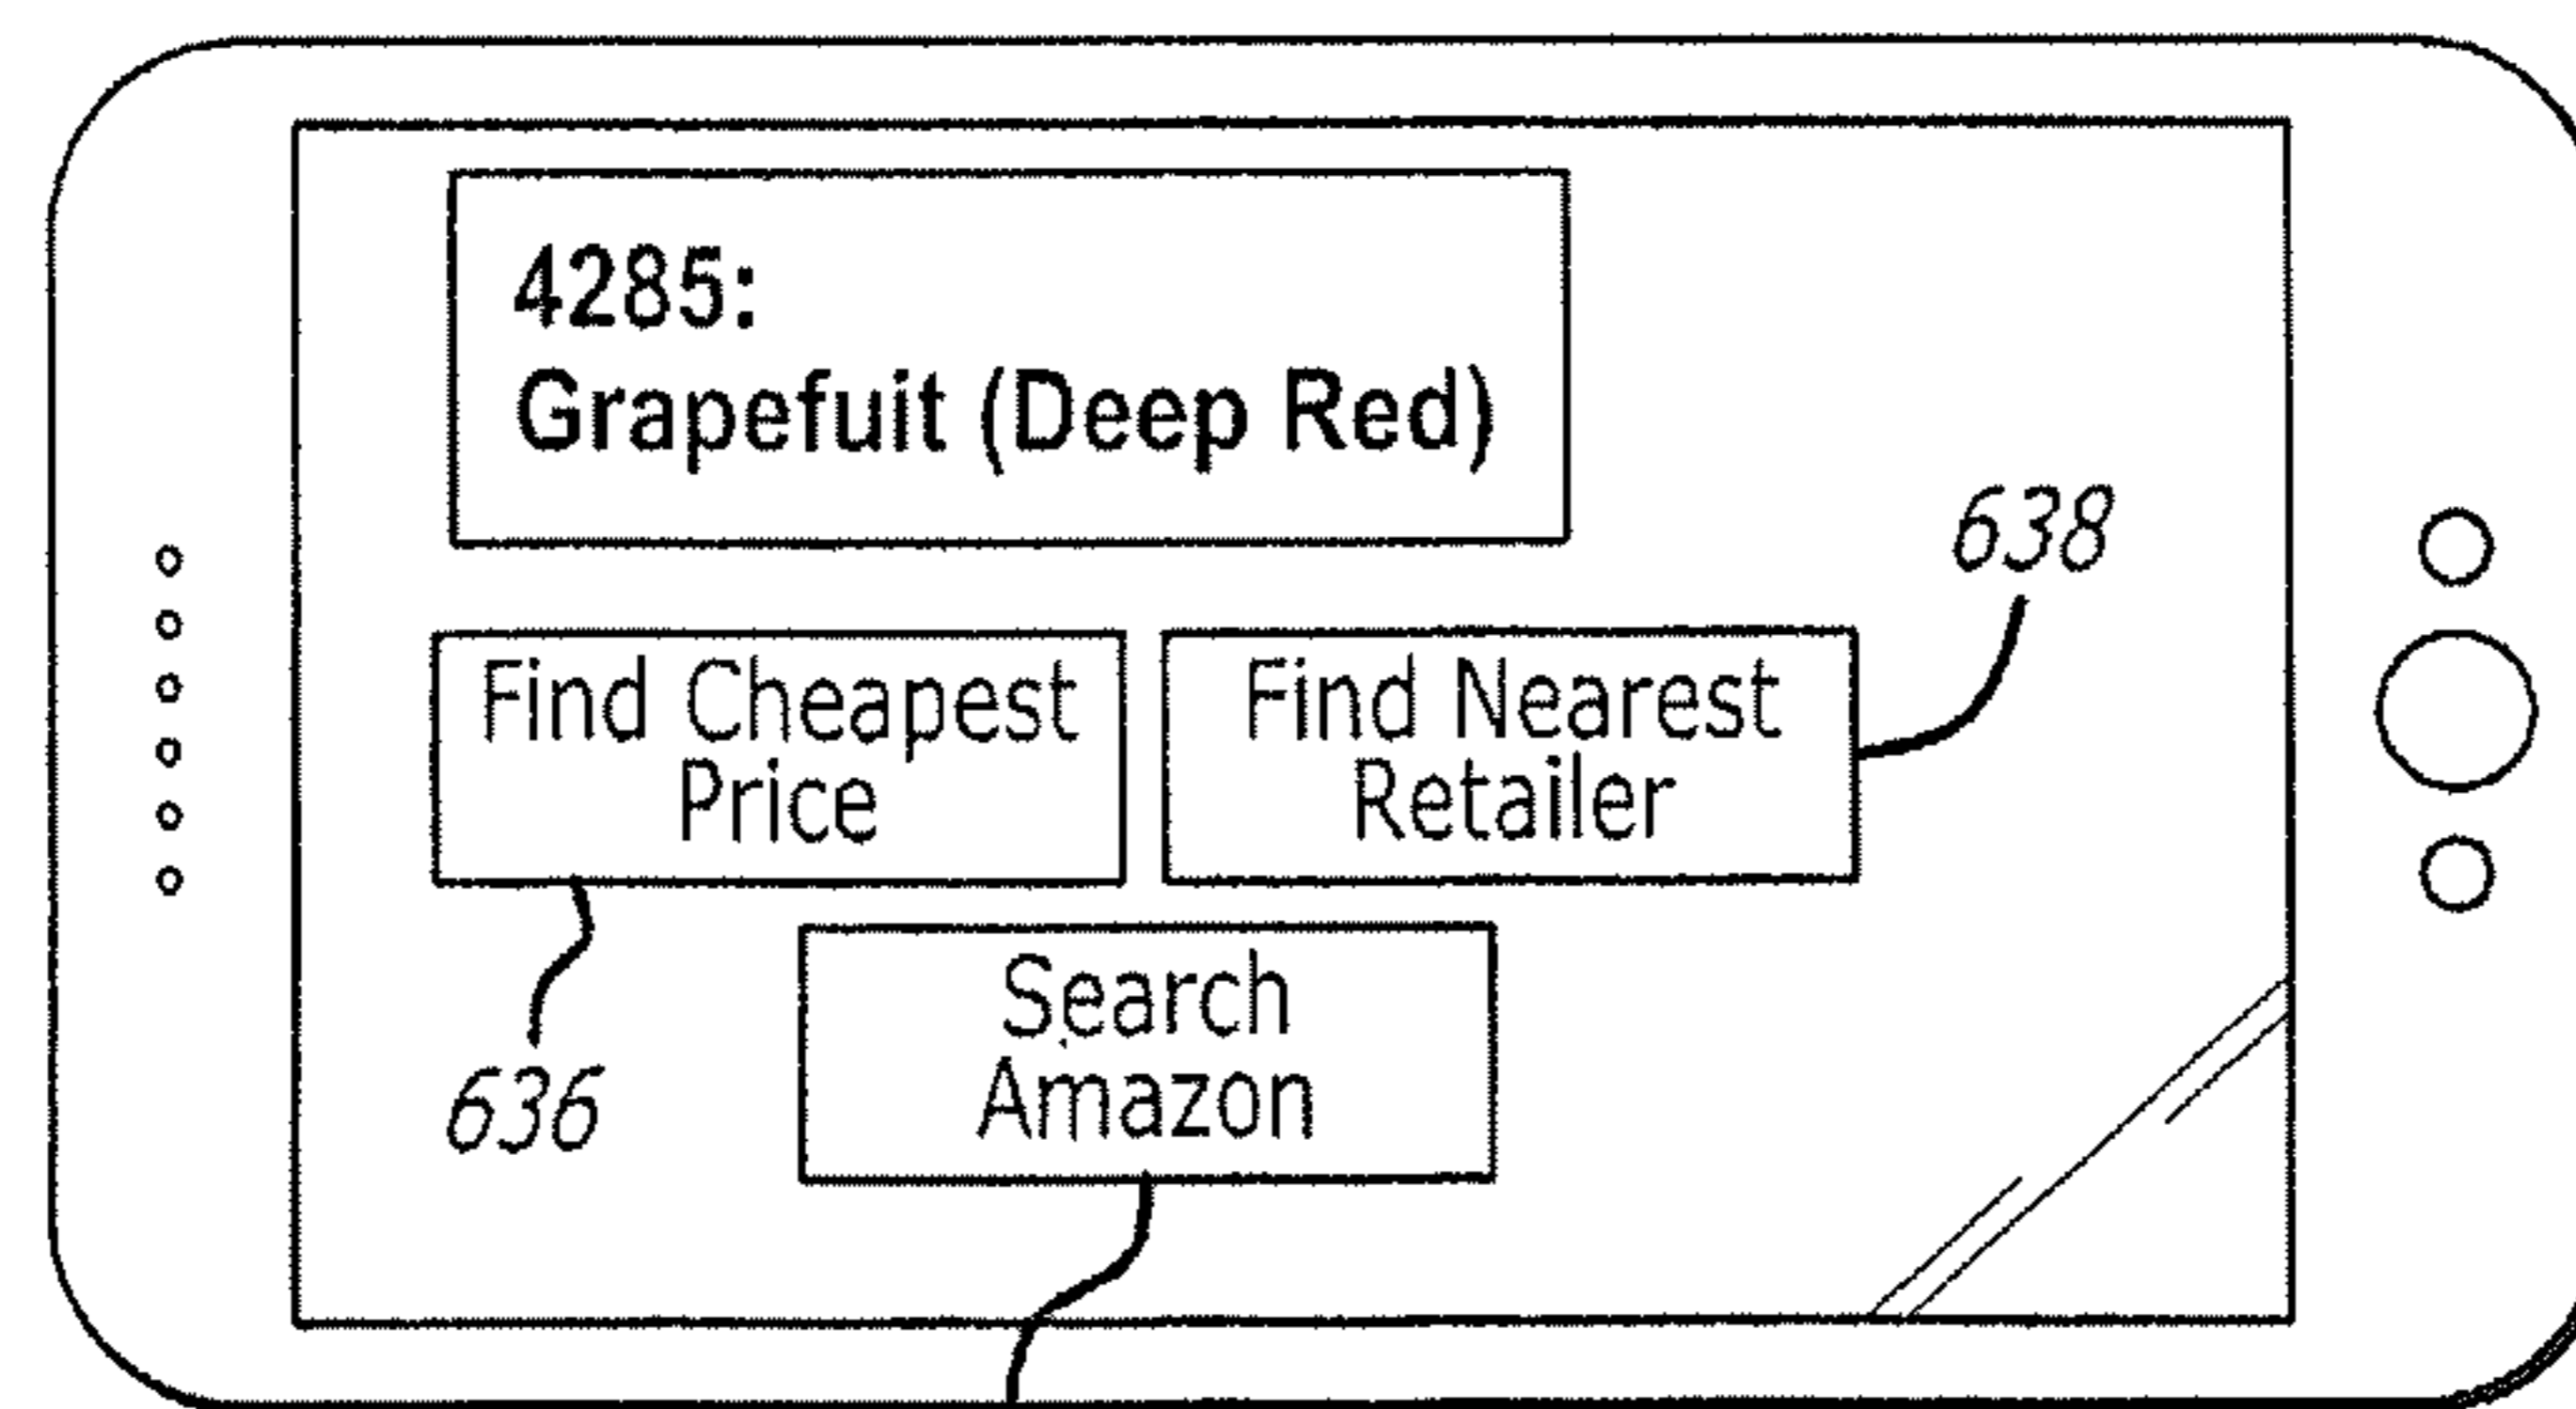 4285:
Grapefuit (Deep Red)
638
Find Cheapest
Price
Find Nearest
Retailer
636
Search
Amazon